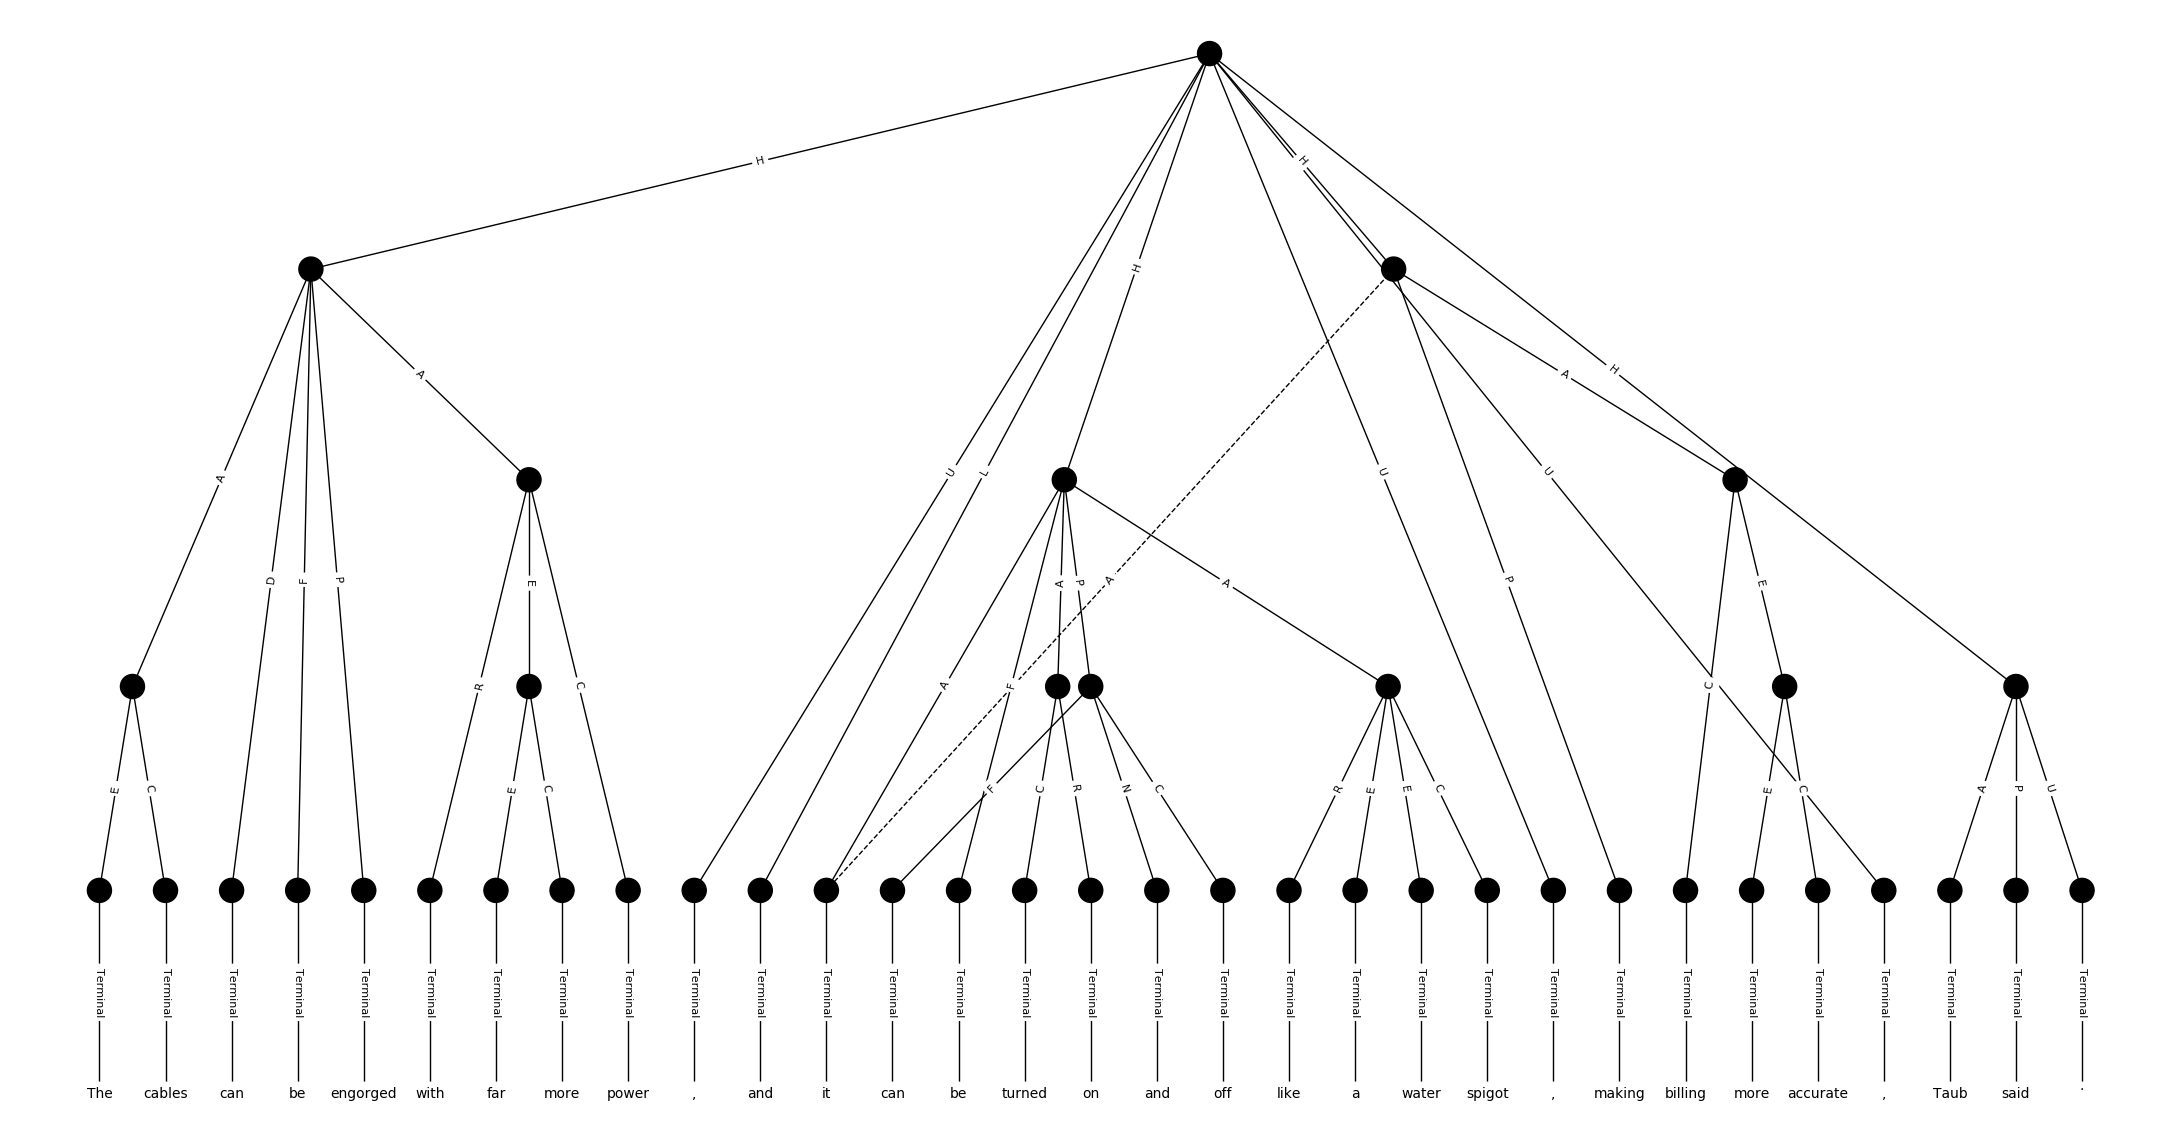 H
H
H
A
A
H
A
U
L
U
U
D
F
P
E
A
P
A
A
P
E
R
C
A
F
C
E
C
E
C
F
C
R
N
C
R
E
E
C
E
C
A
P
U
Terminal Terminal Terminal Terminal Terminal Terminal Terminal Terminal Terminal Terminal Terminal Terminal Terminal Terminal Terminal Terminal Terminal Terminal Terminal Terminal Terminal Terminal Terminal Terminal Terminal Terminal Terminal Terminal Terminal Terminal Terminal
The cables can be engorged with far more power , and it can be turned on and off like a water spigot , making billing more accurate , Taub said .